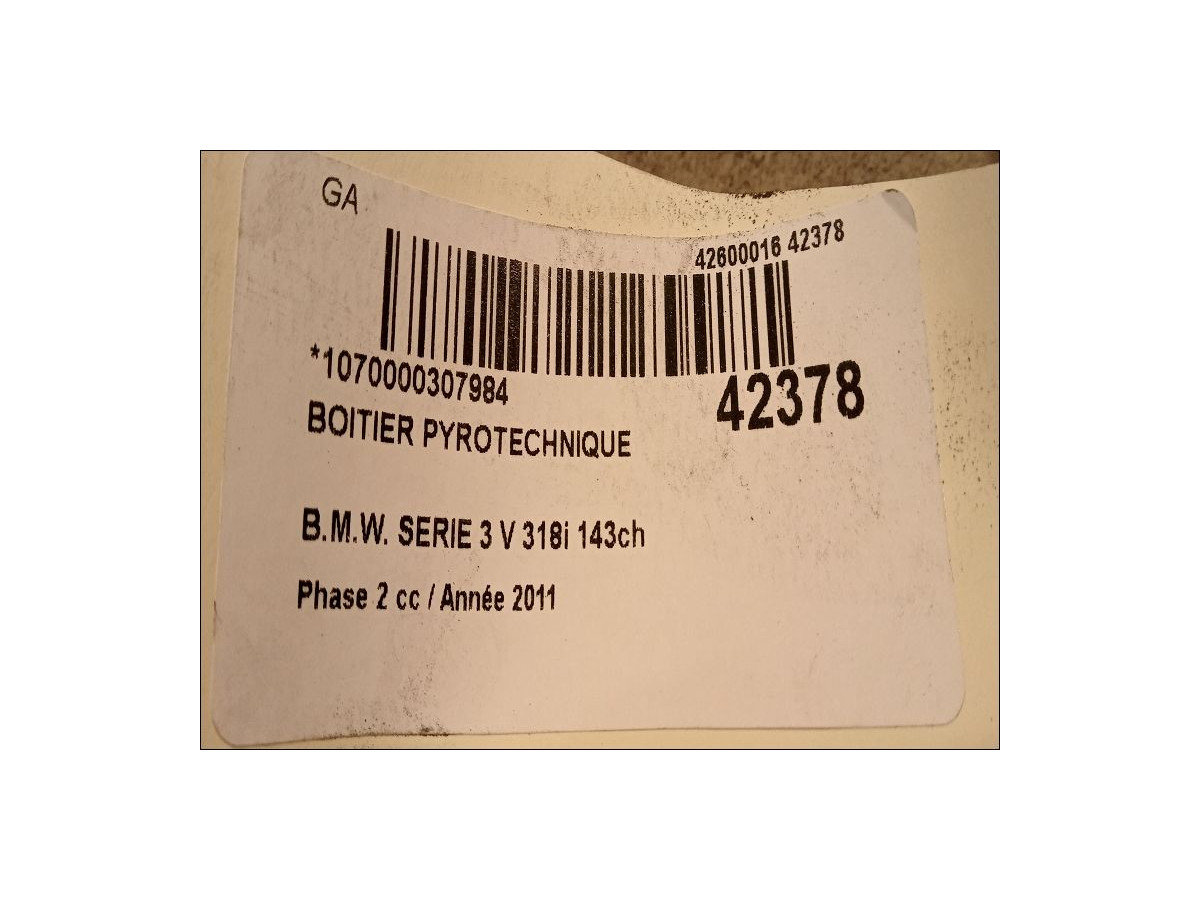 GA
42600016 42378
*1070000307984
42378
BOITIER PYROTECHNIQUE
B.M.W. SERIE 3 V 318i 143ch
Phase 2 cc / Année 2011